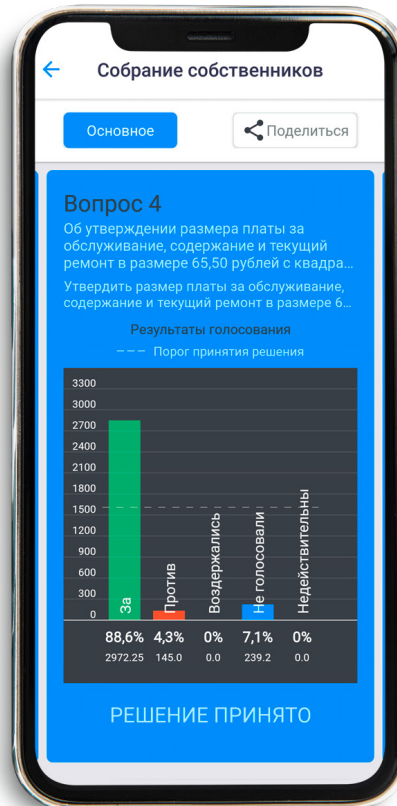 Собрание собственников
Основное
Поделиться
Вопрос 4
Об утверждении размера платы за
обслуживание, содержание и текущий
ремонт в размере 65,50 рублей с квадра...
Утвердить размер платы за обслуживание,
содержание и текущий ремонт в размере 6...
Результаты голосования
--- Порог принятия решения
3300
3000
2700
2400
2100
1800
1500
1200
900
600
300
0
За
Против
Воздержались
Не голосовали
Недействительны
88,6% 4,3% 0% 7,1% 0%
2972.25 145.0 0.0 239.2 0.0
РЕШЕНИЕ ПРИНЯТО